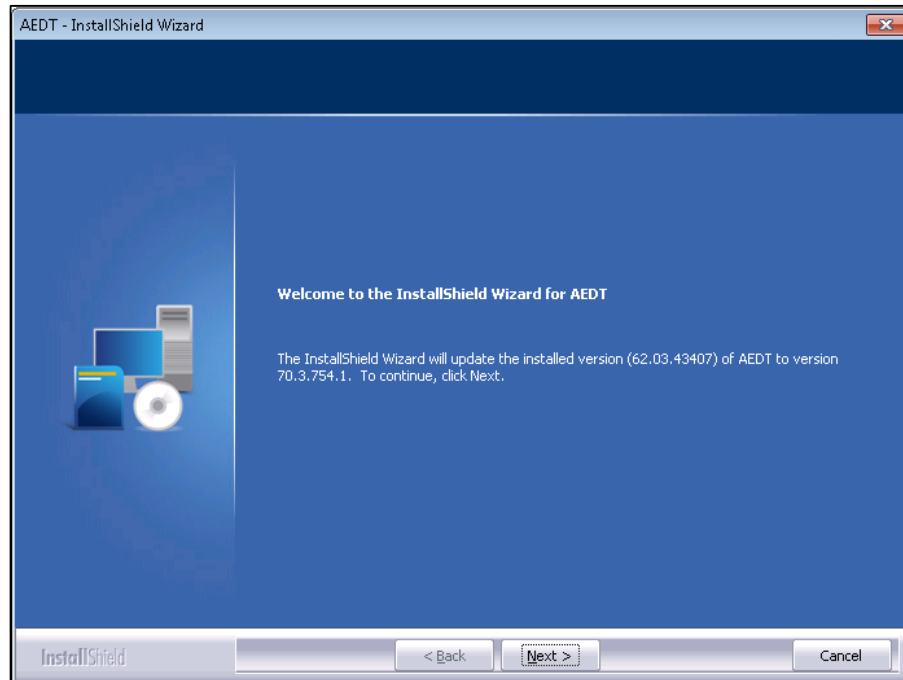 AEDT - InstallShield Wizard
Welcome to the InstallShield Wizard for AEDT
The InstallShield Wizard will update the installed version (62.03.43407) of AEDT to version
70.3.754.1.  To continue, click Next.
InstallShield
< Back
Next >
Cancel